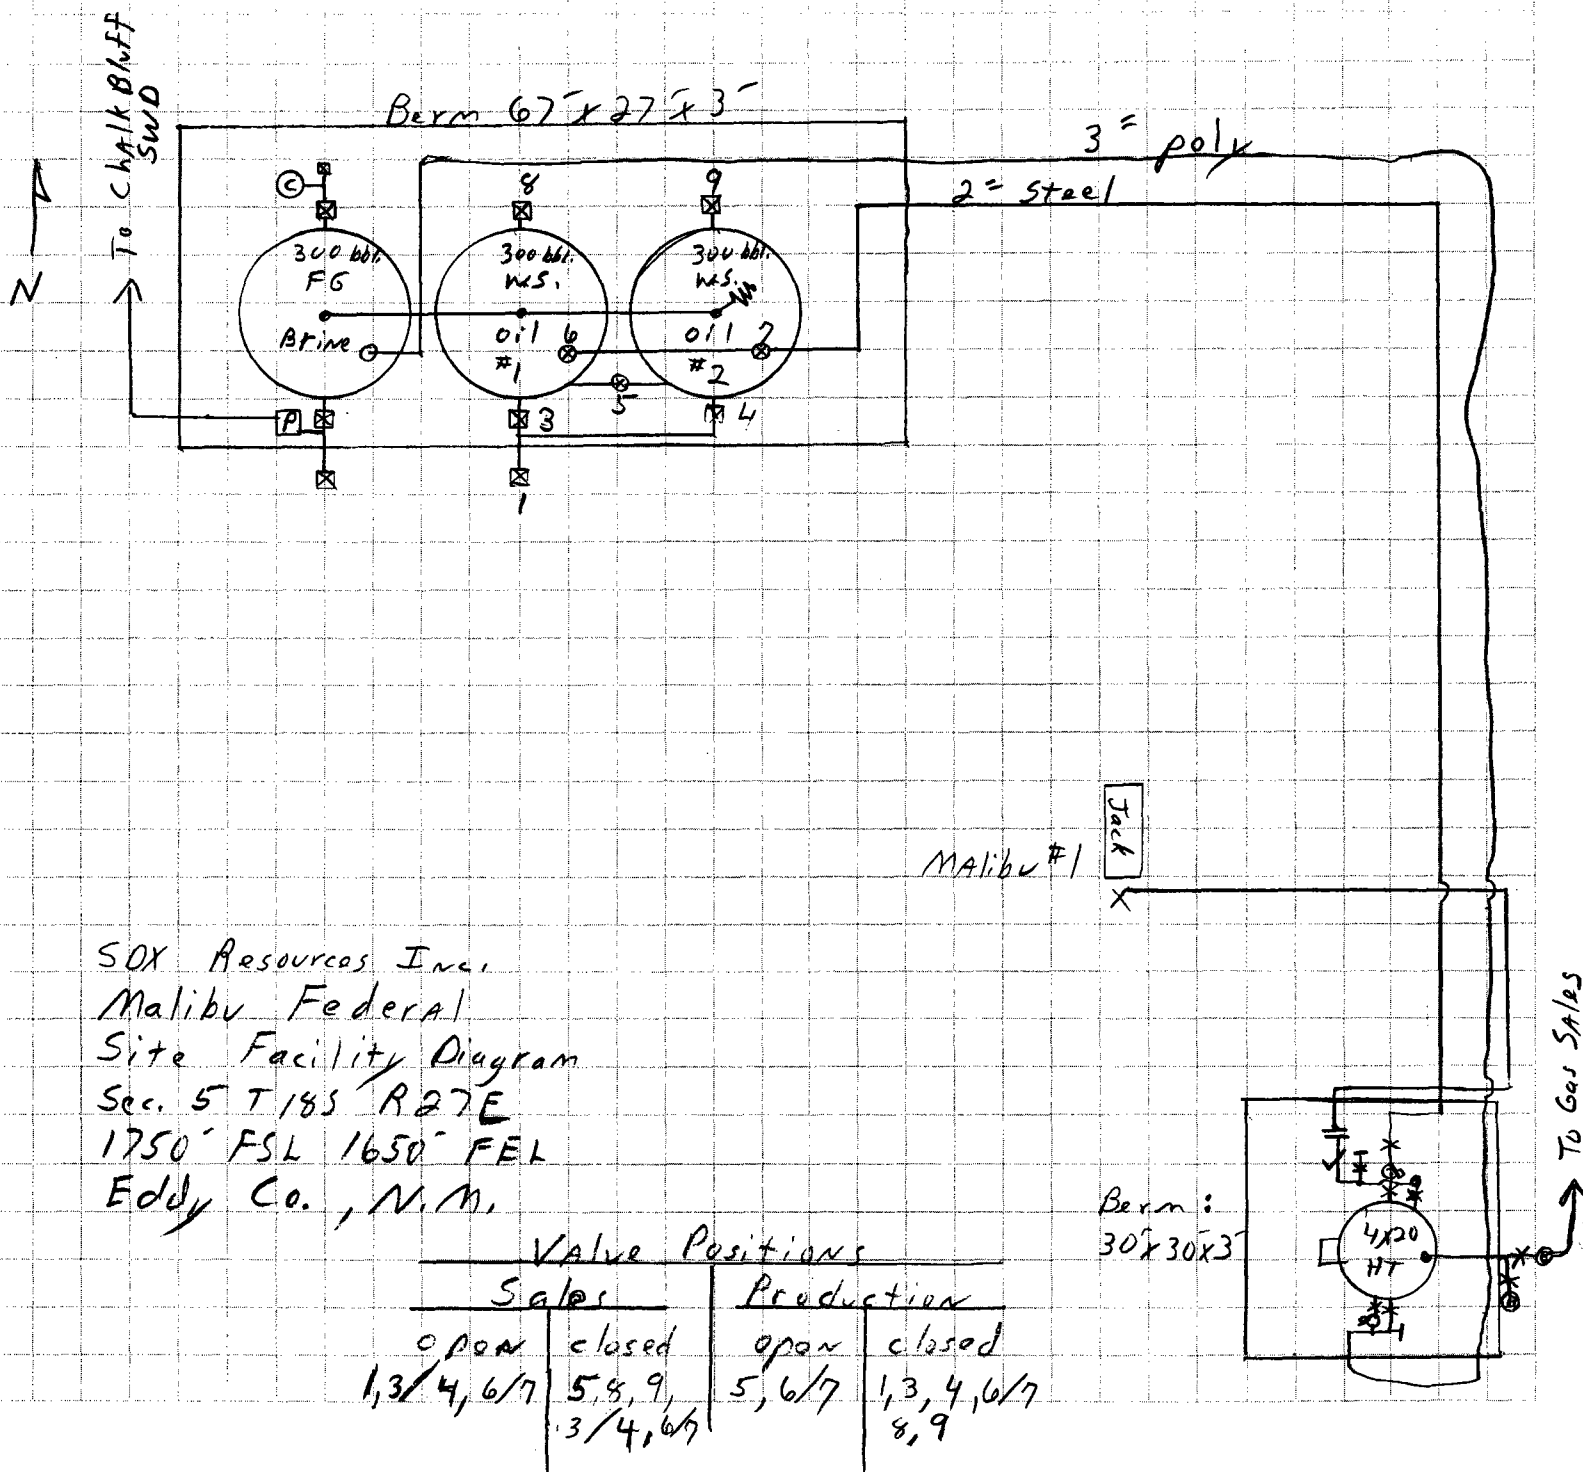 To Chalk Bluff
SWD
N
Berm 67' x 27' x 3'
3" poly
2" steel
C
8
9
300 bbl.
FG
Brine
300 bbl.
W.S.
oil
#1
6
300 bbl.
W.S.
oil
#2
7
5
P
3
4
1
Jack
MAlibu #1
X
SDX Resources Inc.
Malibu Federal
Site Facility Diagram
Sec. 5 T18S R27E
1750' FSL 1650' FEL
Eddy Co., N.M.
Berm:
30'x30'x3'
4x20
HT
To Gas SAles
VAlve Positions
Sales Production
open closed open closed
1,3/4,6/7 5,8,9, 5,6/7 1,3,4,6/7
3/4,6/7 8,9